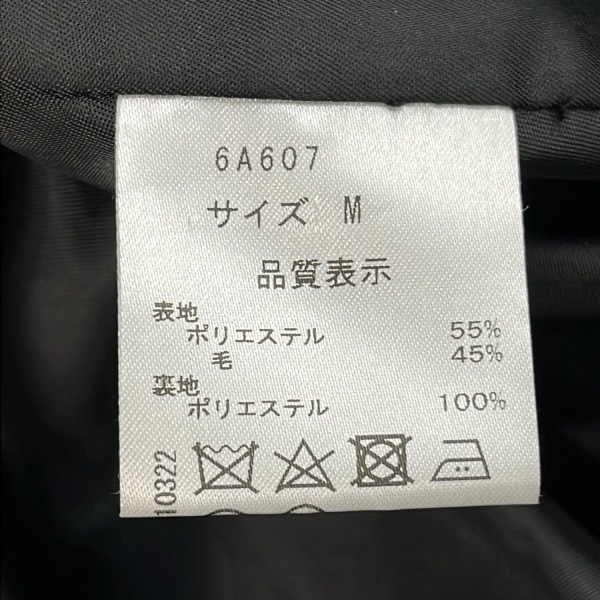 6A607
サイズ M
品質表示
表地
ポリエステル 55%
毛 45%
裏地
ポリエステル 100%
10322